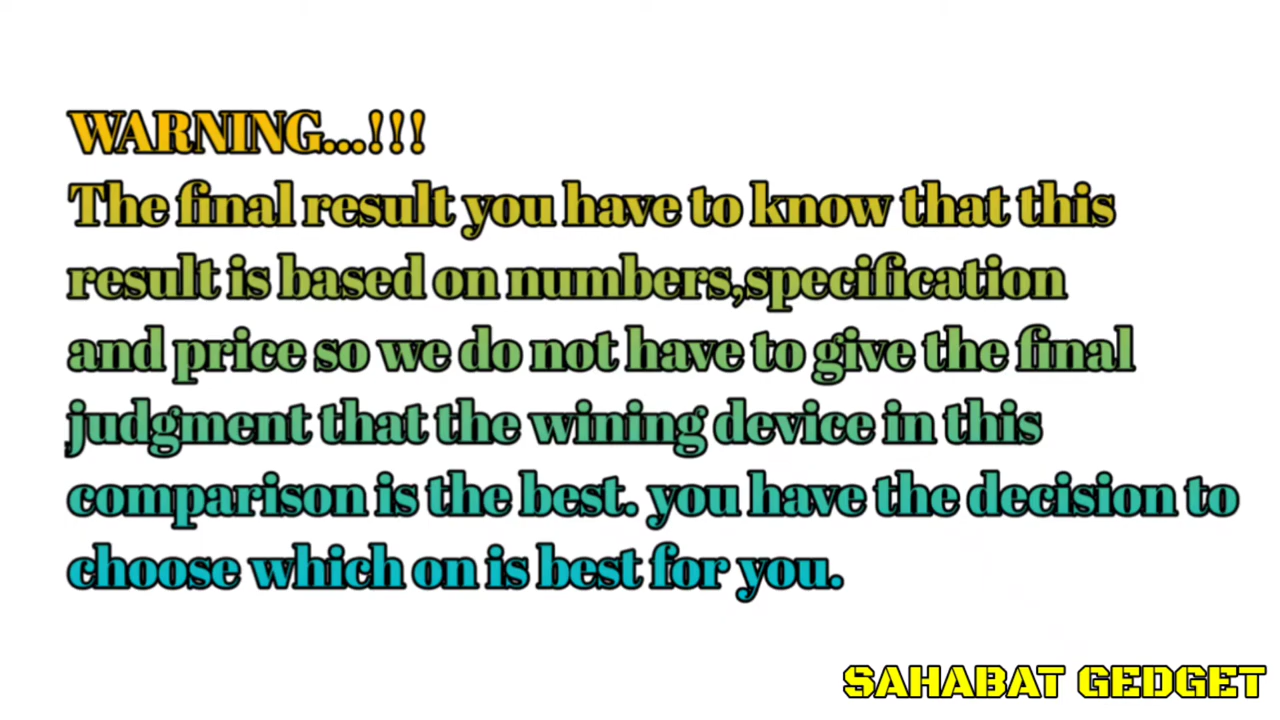 WARNING...!!!
The final result you have to know that this
result is based on numbers,specification
and price so we do not have to give the final
judgment that the wining device in this
comparison is the best. you have the decision to
choose which on is best for you.
SAHABAT GEDGET